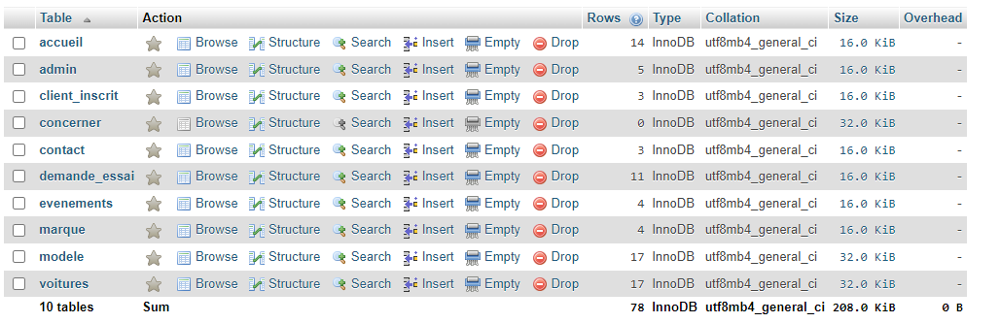 Table Action Rows Type Collation Size Overhead
accueil Browse Structure Search Insert Empty Drop 14 InnoDB utf8mb4_general_ci 16.0 KiB -
admin Browse Structure Search Insert Empty Drop 5 InnoDB utf8mb4_general_ci 16.0 KiB -
client_inscrit Browse Structure Search Insert Empty Drop 3 InnoDB utf8mb4_general_ci 16.0 KiB -
concerner Browse Structure Search Insert Empty Drop 0 InnoDB utf8mb4_general_ci 32.0 KiB -
contact Browse Structure Search Insert Empty Drop 3 InnoDB utf8mb4_general_ci 16.0 KiB -
demande_essai Browse Structure Search Insert Empty Drop 11 InnoDB utf8mb4_general_ci 16.0 KiB -
evenements Browse Structure Search Insert Empty Drop 4 InnoDB utf8mb4_general_ci 16.0 KiB -
marque Browse Structure Search Insert Empty Drop 4 InnoDB utf8mb4_general_ci 16.0 KiB -
modele Browse Structure Search Insert Empty Drop 17 InnoDB utf8mb4_general_ci 32.0 KiB -
voitures Browse Structure Search Insert Empty Drop 17 InnoDB utf8mb4_general_ci 32.0 KiB -
10 tables Sum 78 InnoDB utf8mb4_general_ci 208.0 KiB 0 B